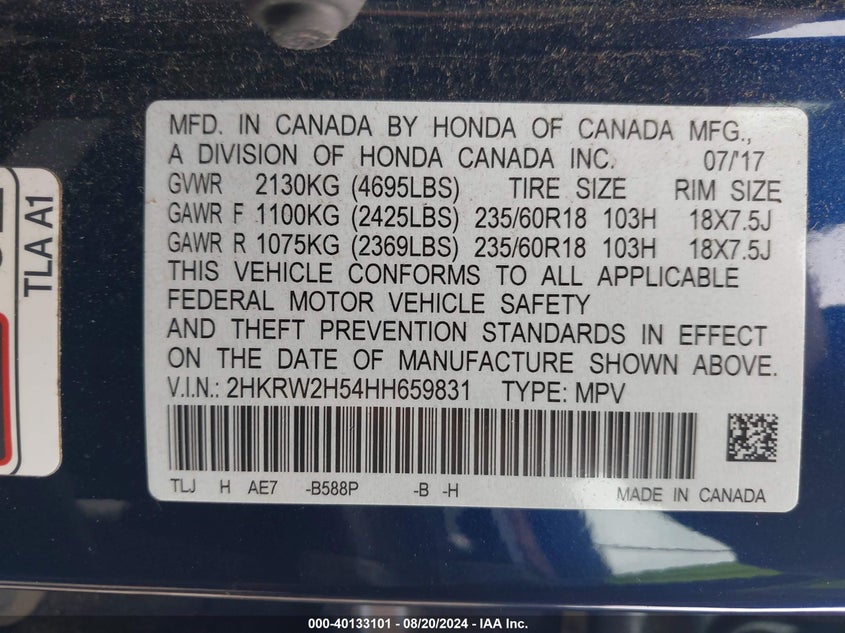 MFD. IN CANADA BY HONDA OF CANADA MFG.,
A DIVISION OF HONDA CANADA INC. 07/'17
GVWR 2130KG (4695LBS) TIRE SIZE RIM SIZE
GAWR F 1100KG (2425LBS) 235/60R18 103H 18X7.5J
GAWR R 1075KG (2369LBS) 235/60R18 103H 18X7.5J
THIS VEHICLE CONFORMS TO ALL APPLICABLE
FEDERAL MOTOR VEHICLE SAFETY
AND THEFT PREVENTION STANDARDS IN EFFECT
ON THE DATE OF MANUFACTURE SHOWN ABOVE.
V.I.N.: 2HKRW2H54HH659831 TYPE: MPV
TLJ H AE7 -B588P -B -H MADE IN CANADA
TLA A1
000-40133101 - 08/20/2024 - IAA Inc.